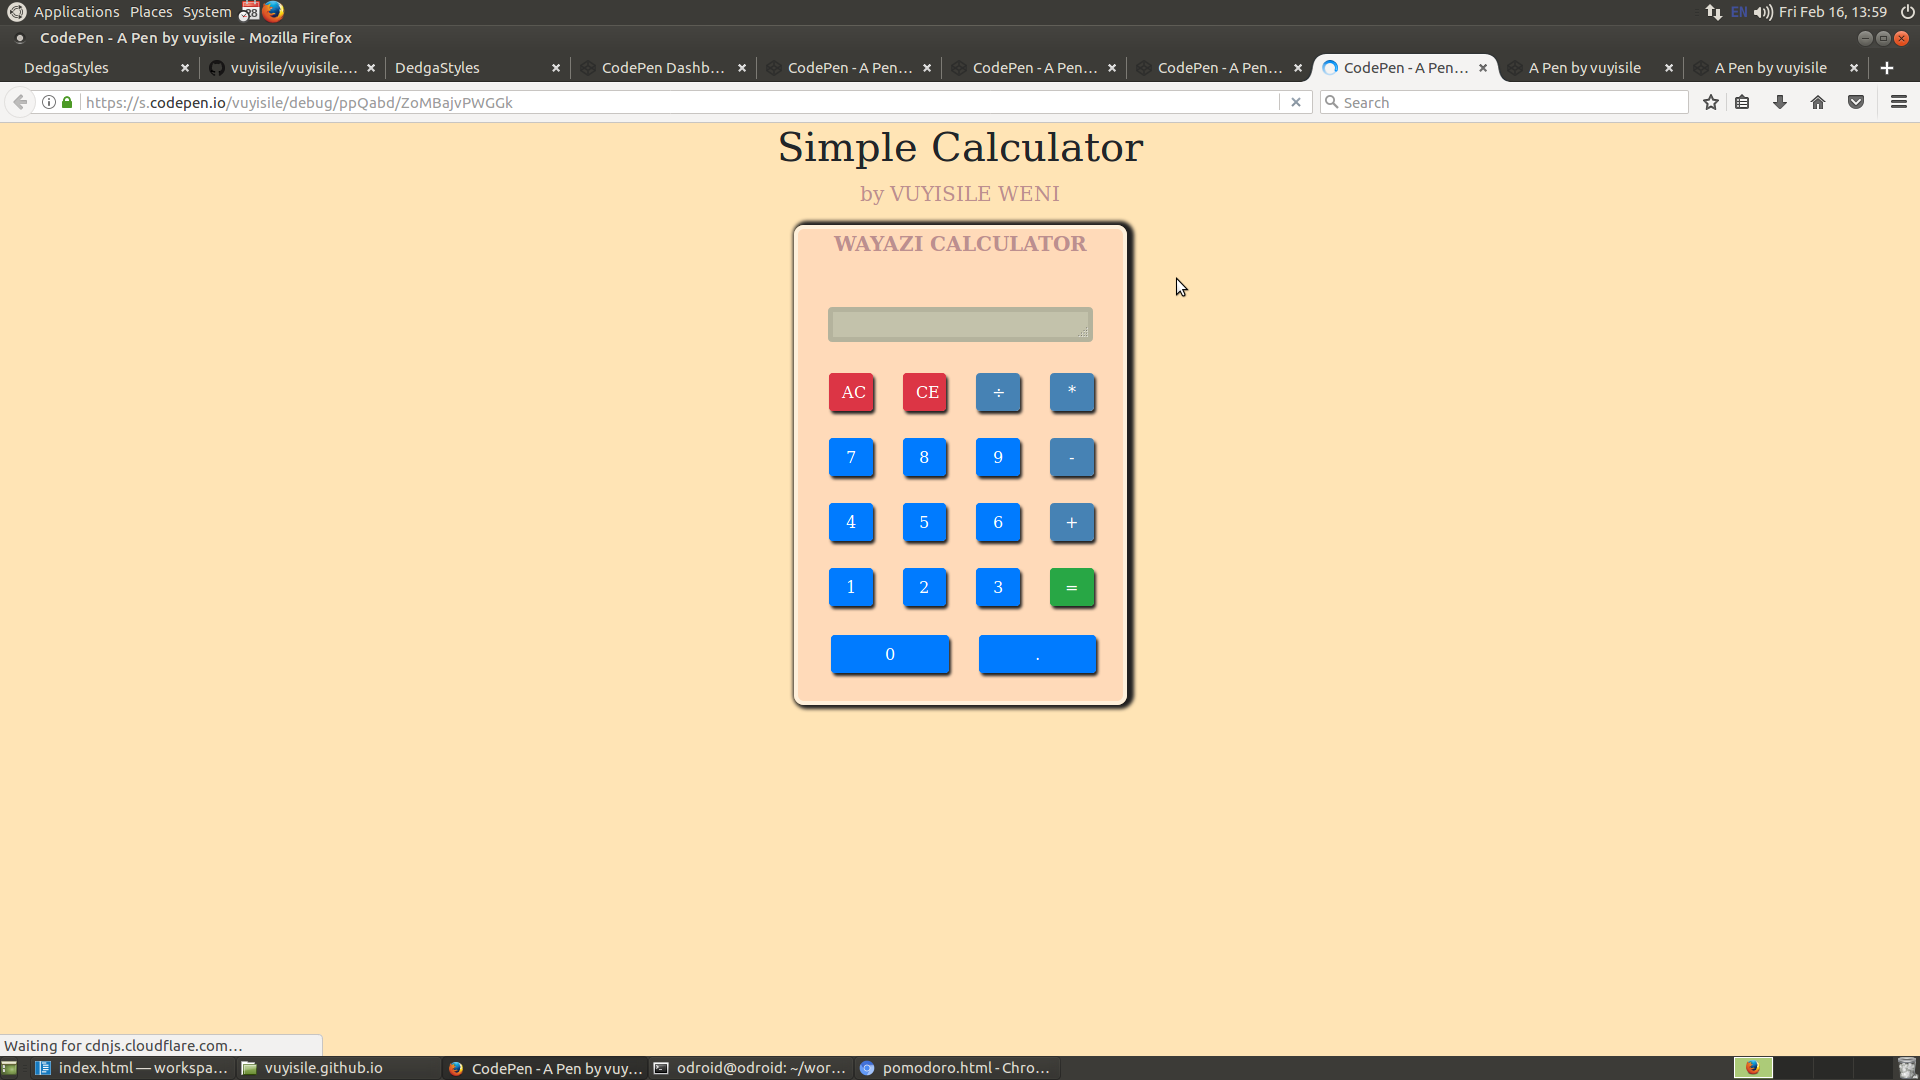 Applications Places System 28 EN Fri Feb 16, 13:59
CodePen - A Pen by vuyisile - Mozilla Firefox
DedgaStyles vuyisile/vuyisile.... DedgaStyles CodePen Dashb... CodePen - A Pen... CodePen - A Pen... CodePen - A Pen... CodePen - A Pen... A Pen by vuyisile A Pen by vuyisile
https://s.codepen.io/vuyisile/debug/ppQabd/ZoMBajvPWGGk Search
Simple Calculator
by VUYISILE WENI
WAYAZI CALCULATOR
AC CE ÷ *
7 8 9 -
4 5 6 +
1 2 3 =
0 .
Waiting for cdnjs.cloudflare.com...
index.html — workspa... vuyisile.github.io CodePen - A Pen by vuy... odroid@odroid: ~/wor... pomodoro.html - Chro...